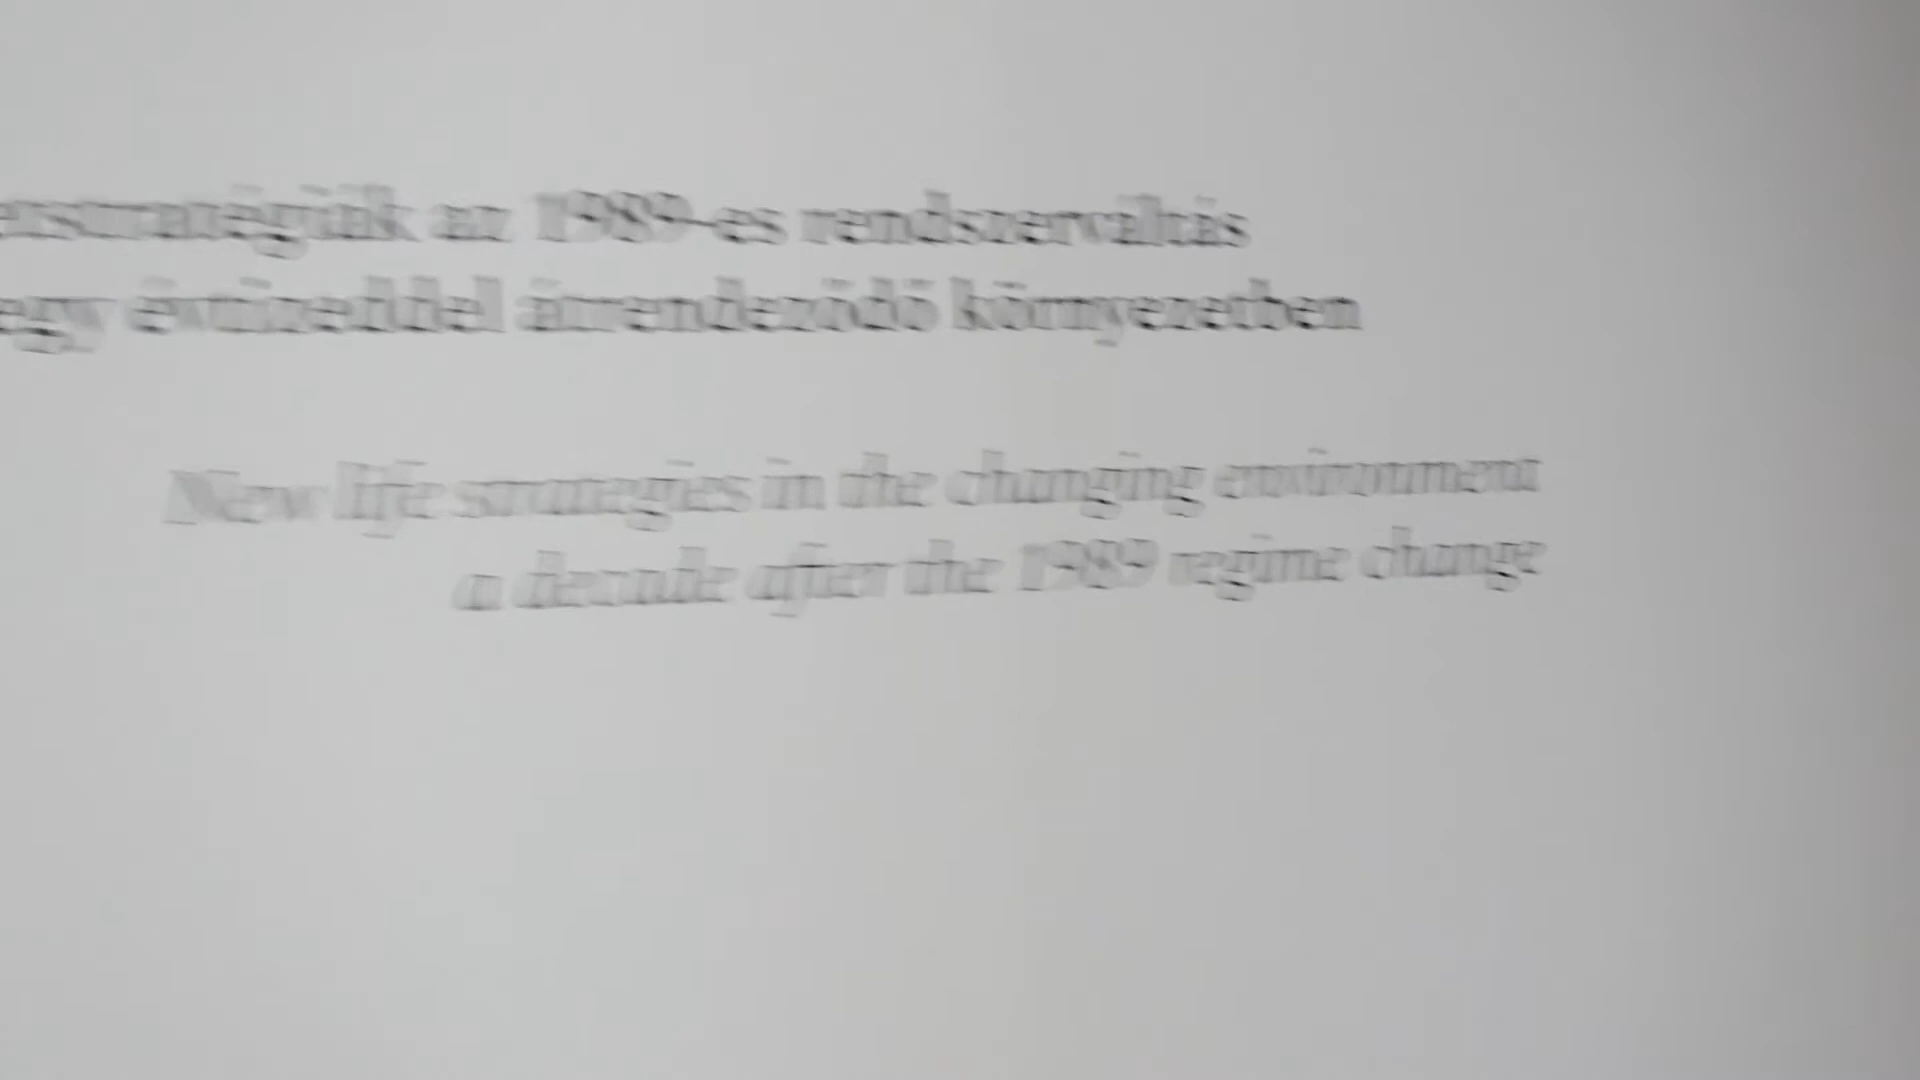 az 1989-es rendszerváltás
egy évtizeddel átrendeződő környezetben
New life strategies in the changing environment
a decade after the 1989 regime change